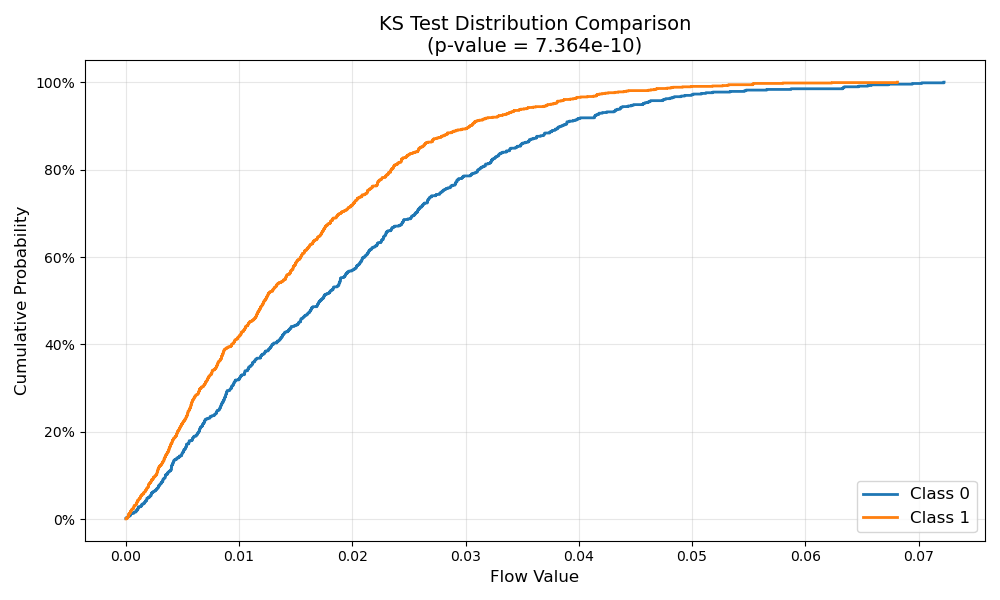 KS Test Distribution Comparison
(p-value = 7.364e-10)
Cumulative Probability
100%
80%
60%
40%
20%
0%
Class 0
Class 1
0.00 0.01 0.02 0.03 0.04 0.05 0.06 0.07
Flow Value